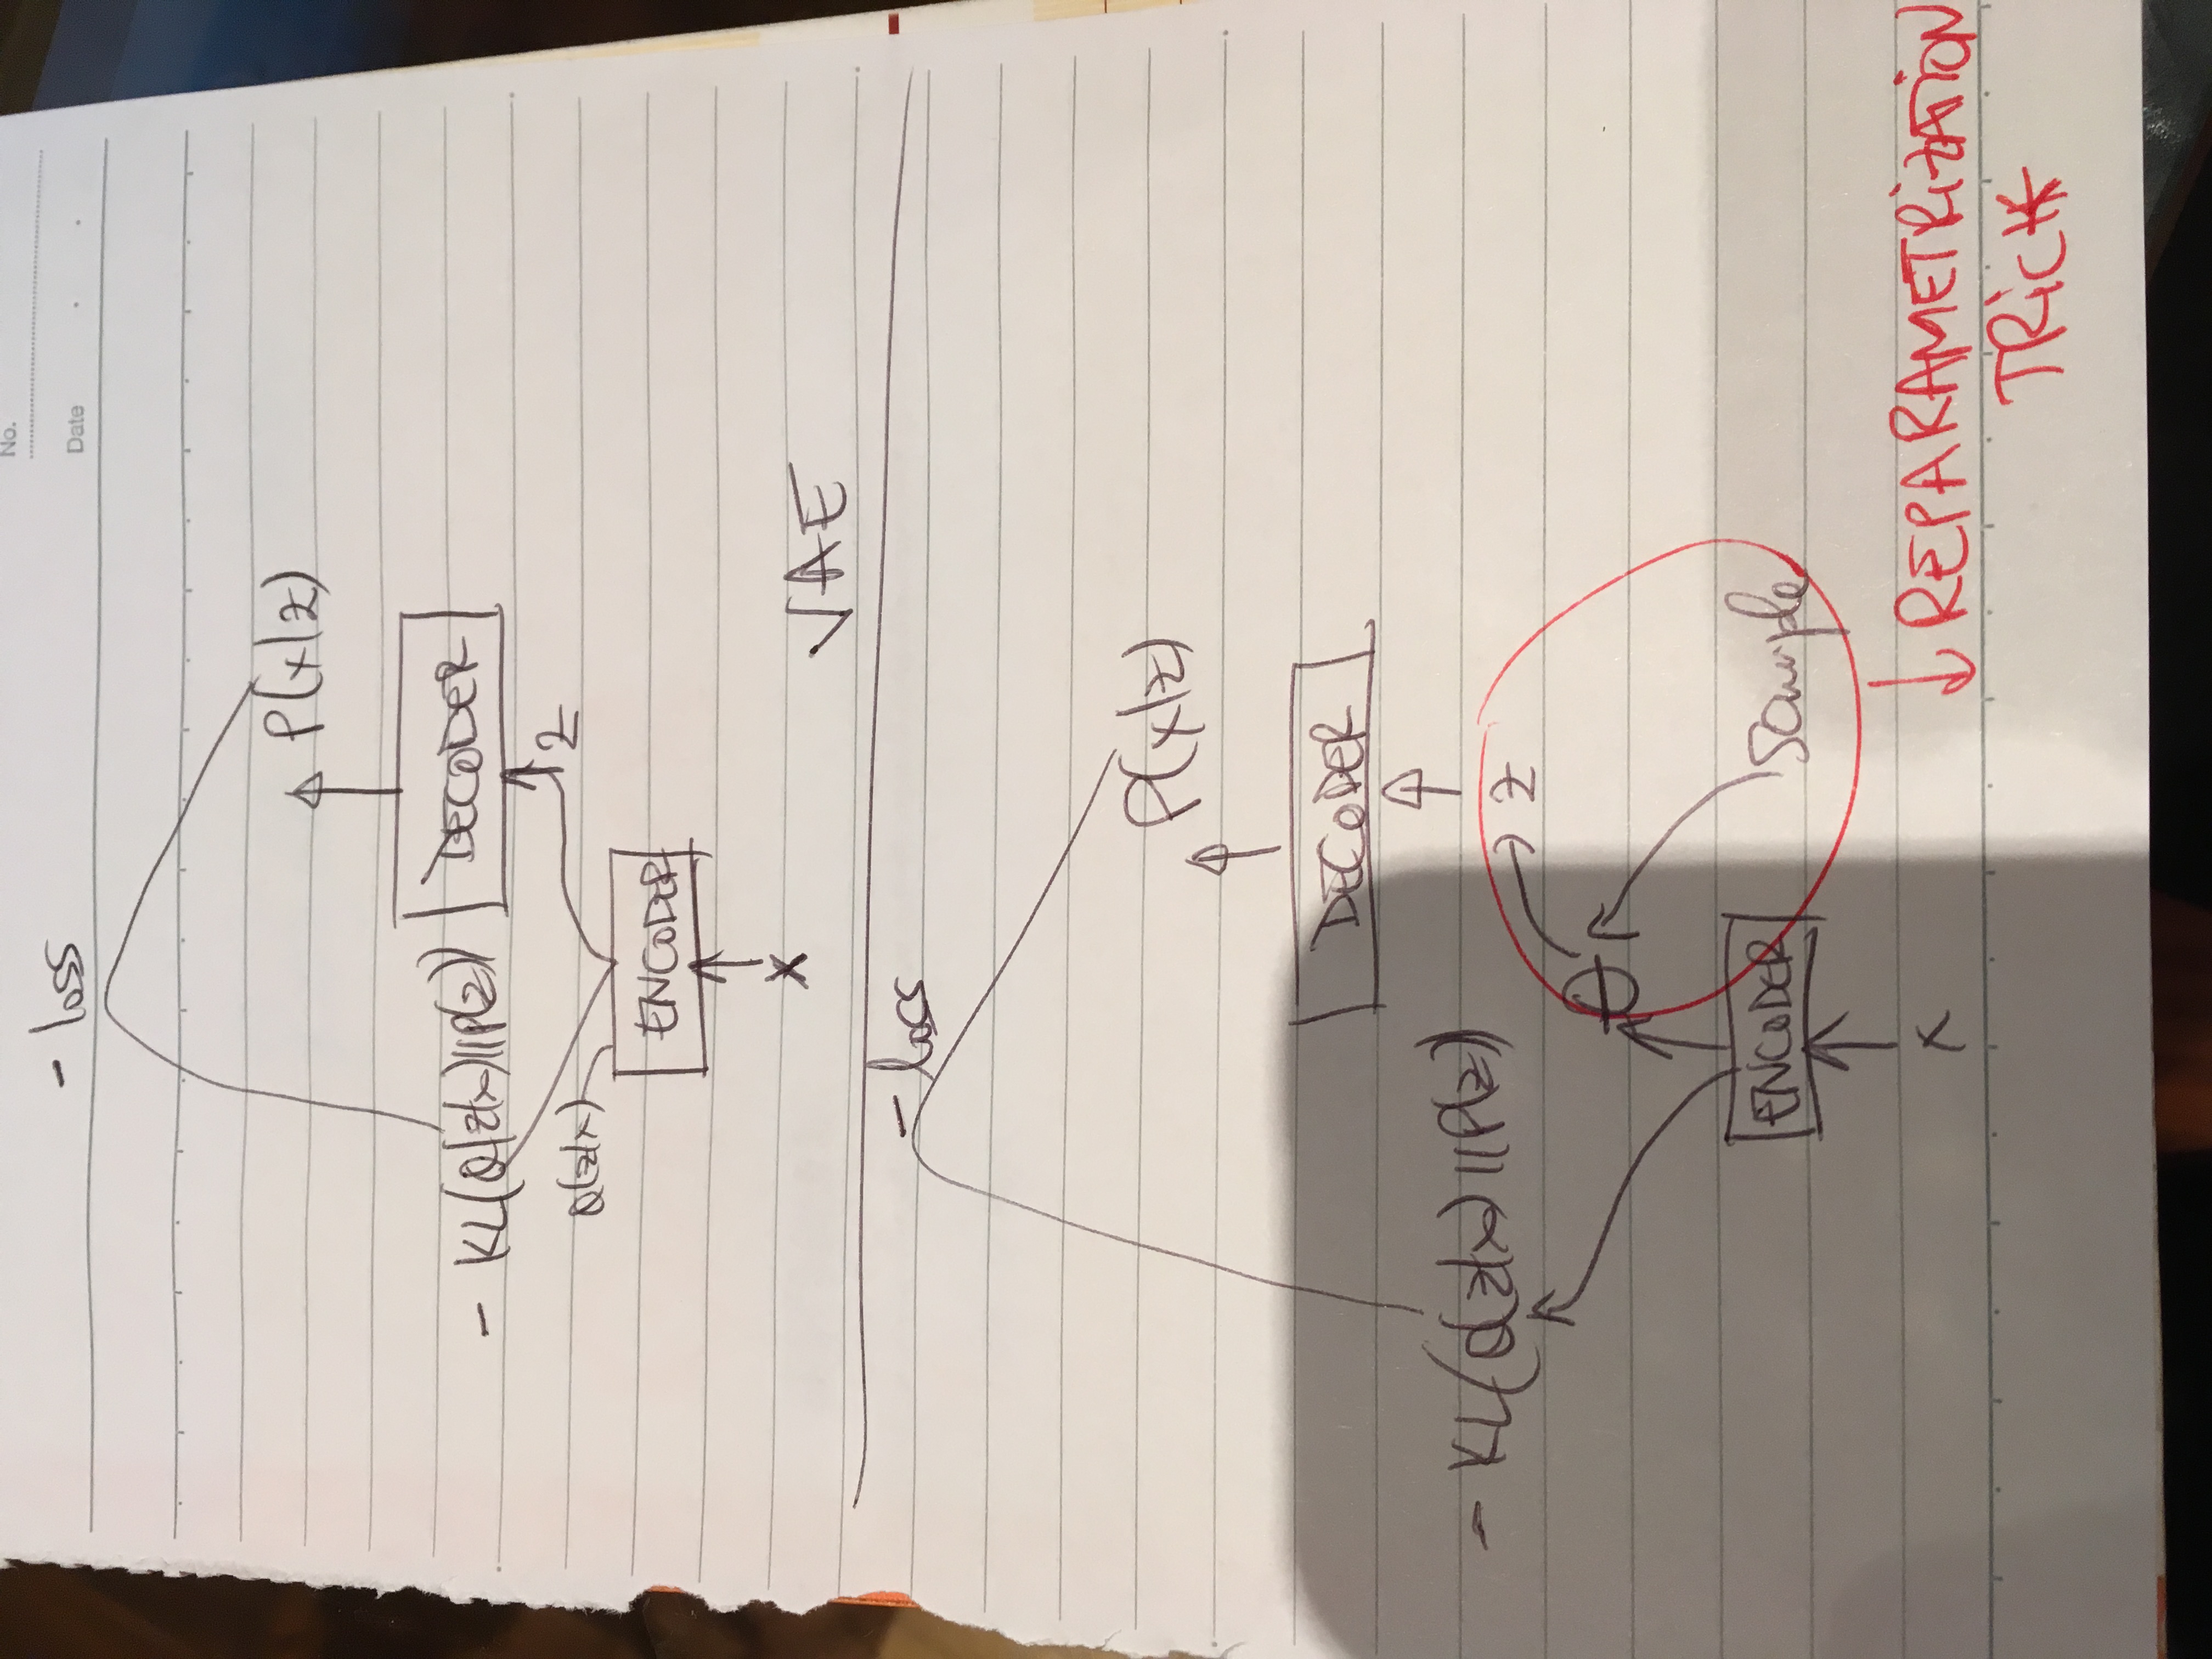 No.
Date
- loss
P(x|z)
DECODER
- KL(Q(z|x)||P(z))
z
Q(z|x)
ENCODER
x
VAE
- loss
P(x|z)
DECODER
- KL(Q(z|x)||P(z))
z
+
Sample
ENCODER
x
→ REPARAMETRIZATION
TRICK